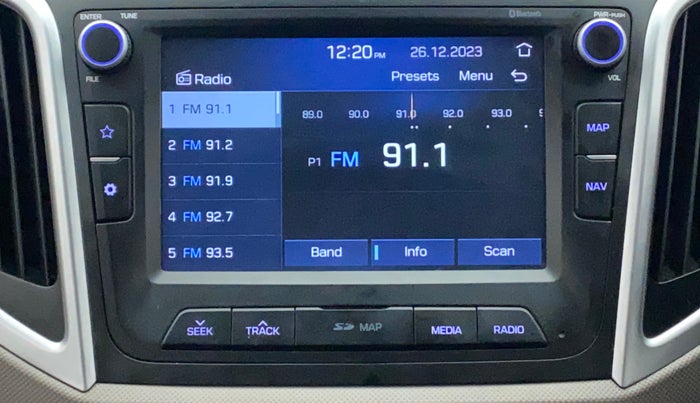 ENTER TUNE
Bluetooth
PWR-PUSH
12:20 PM 26.12.2023
Radio
Presets Menu
FILE
VOL
1 FM 91.1
89.0 90.0 91.0 92.0 93.0
2 FM 91.2
P1 FM 91.1
MAP
3 FM 91.9
NAV
4 FM 92.7
5 FM 93.5
Band Info Scan
SEEK TRACK SD MAP MEDIA RADIO